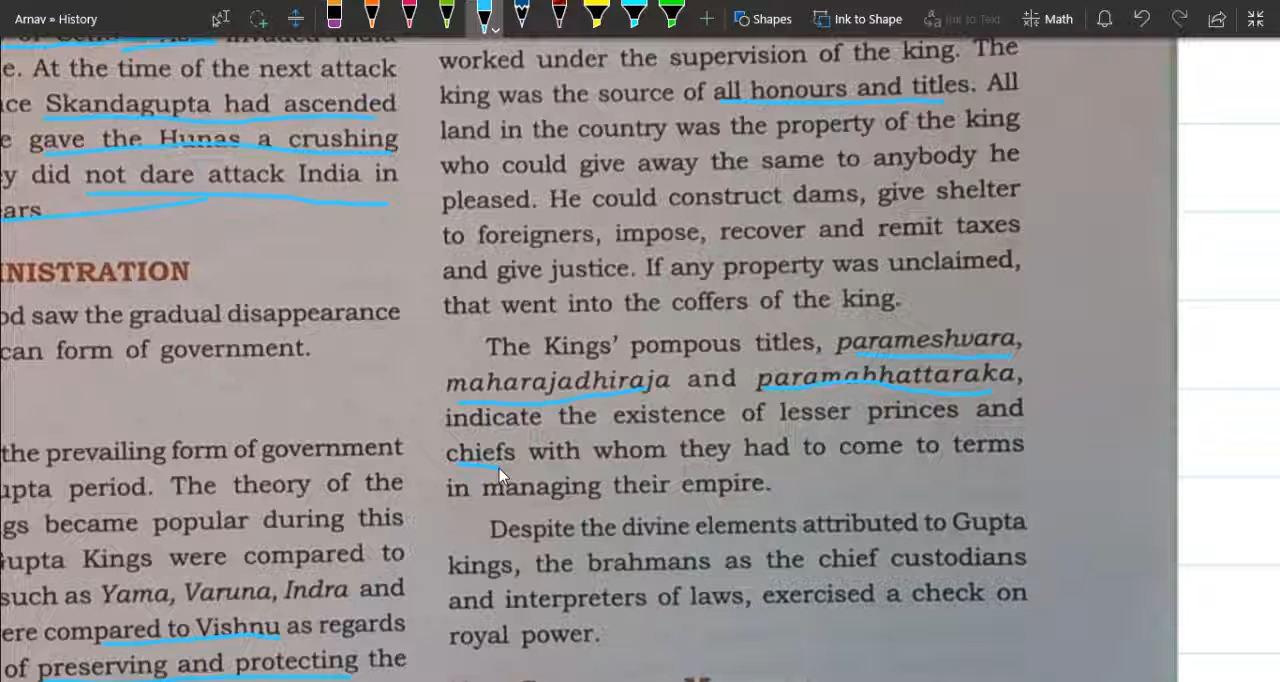 Arnav » History
Shapes
Ink to Shape
Ink to Text
Math
e. At the time of the next attack
ce Skandagupta had ascended
e gave the Hunas a crushing
y did not dare attack India in
ars
NISTRATION
od saw the gradual disappearance
can form of government.
the prevailing form of government
upta period. The theory of the
gs became popular during this
upta Kings were compared to
such as Yama, Varuna, Indra and
ere compared to Vishnu as regards
of preserving and protecting the
worked under the supervision of the king. The
king was the source of all honours and titles. All
land in the country was the property of the king
who could give away the same to anybody he
pleased. He could construct dams, give shelter
to foreigners, impose, recover and remit taxes
and give justice. If any property was unclaimed,
that went into the coffers of the king.
The Kings' pompous titles, parameshvara,
maharajadhiraja and paramabhattaraka,
indicate the existence of lesser princes and
chiefs with whom they had to come to terms
in managing their empire.
Despite the divine elements attributed to Gupta
kings, the brahmans as the chief custodians
and interpreters of laws, exercised a check on
royal power.